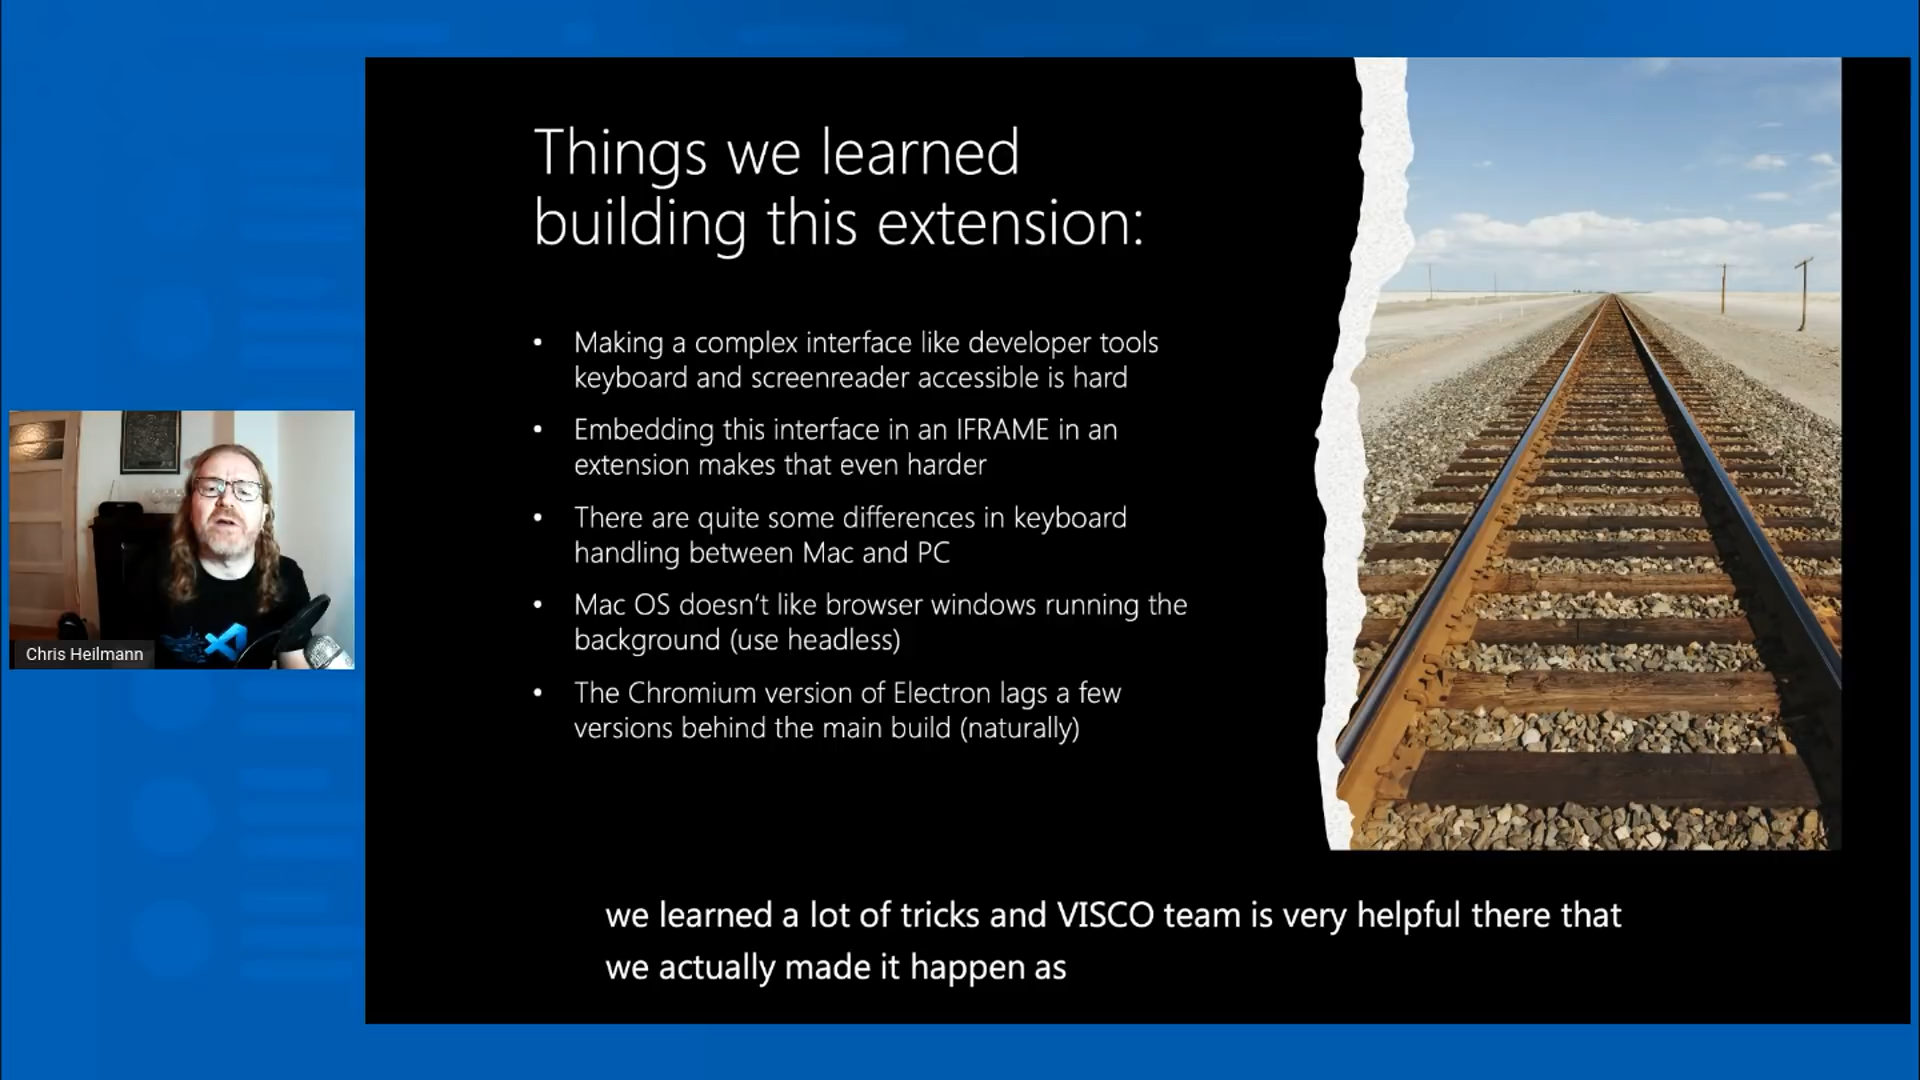 Things we learned
building this extension:
• Making a complex interface like developer tools
keyboard and screenreader accessible is hard
• Embedding this interface in an IFRAME in an
extension makes that even harder
• There are quite some differences in keyboard
handling between Mac and PC
• Mac OS doesn’t like browser windows running the
background (use headless)
• The Chromium version of Electron lags a few
versions behind the main build (naturally)
Chris Heilmann
we learned a lot of tricks and VISCO team is very helpful there that
we actually made it happen as